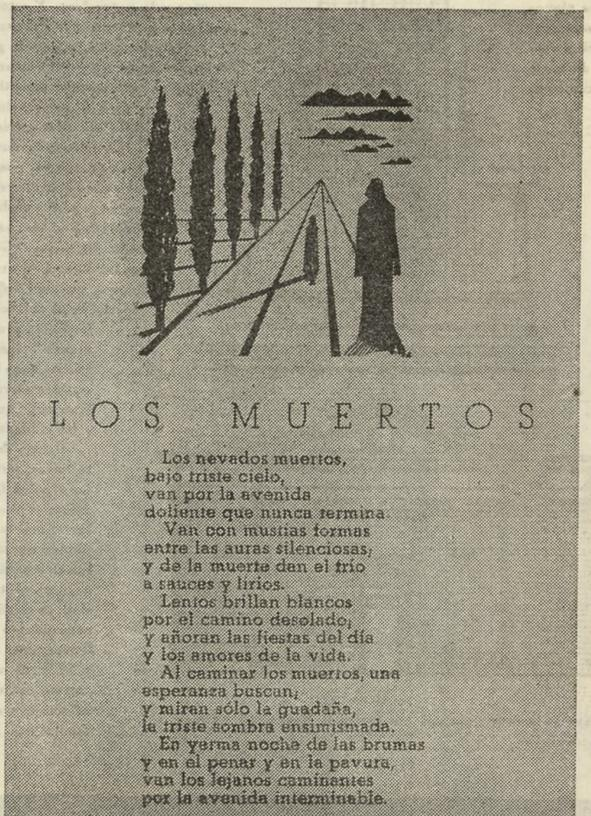 LOS MUERTOS
Los nevados muertos,
bajo triste cielo,
van por la avenida
doliente que nunca termina.
Van con mustias formas
entre las auras silenciosas;
y de la muerte dan el frío
a sauces y lirios.
Lentos brillan blancos
por el camino desolado;
y añoran las fiestas del día
y los amores de la vida.
Al caminar los muertos, una
esperanza buscan;
y miran sólo la guadaña,
la triste sombra ensimismada.
En yerma noche de las brumas
y en el penar y en la pavura,
van los lejanos caminantes
por la avenida interminable.